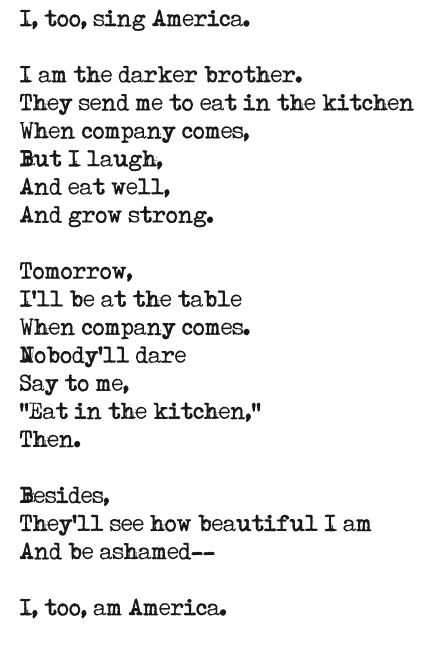 I, too, sing America.

I am the darker brother.
They send me to eat in the kitchen
When company comes,
But I laugh,
And eat well,
And grow strong.

Tomorrow,
I'll be at the table
When company comes.
Nobody'll dare
Say to me,
"Eat in the kitchen,"
Then.

Besides,
They'll see how beautiful I am
And be ashamed--

I, too, am America.